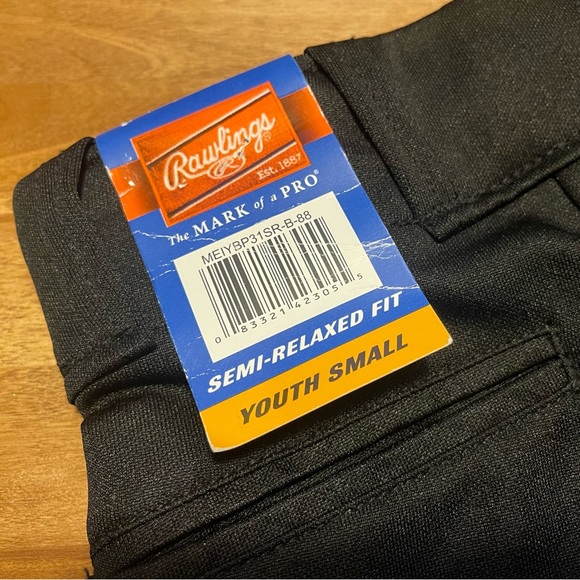 Rawlings®
R
Est. 1887
The MARK of a PRO®
MEIYBP31SR-B-88
0 83321 42305 5
SEMI-RELAXED FIT
YOUTH SMALL